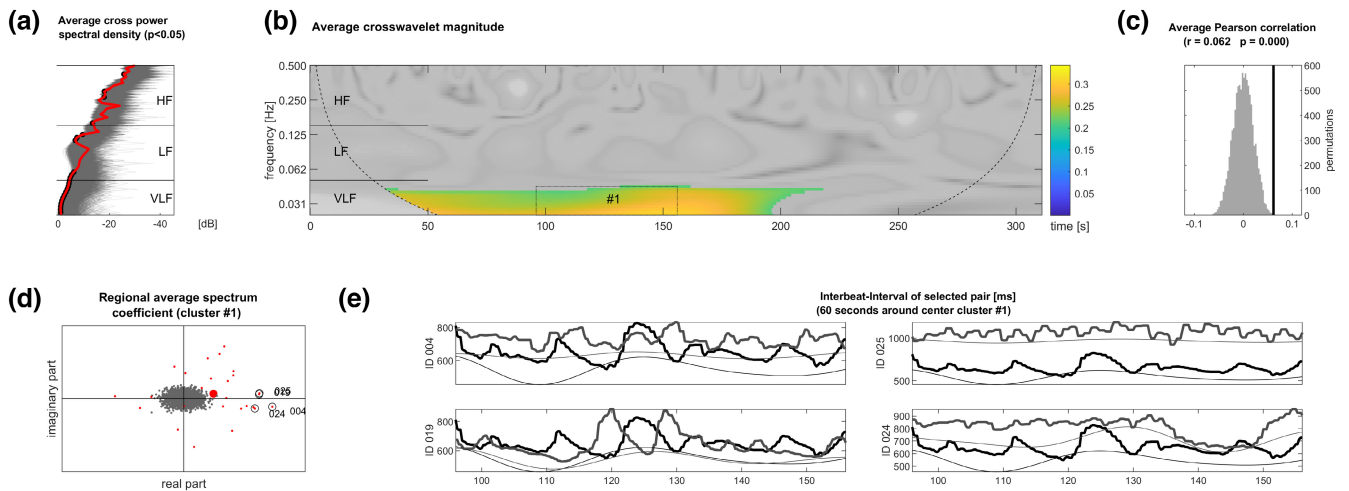 (a)
Average cross power
spectral density (p<0.05)
HF
LF
VLF
0
-20
-40
[dB]
(b)
Average crosswavelet magnitude
frequency [Hz]
0.500
0.250
0.125
0.062
0.031
HF
LF
VLF
#1
0
50
100
150
200
250
300
time [s]
0.3
0.25
0.2
0.15
0.1
0.05
(c)
Average Pearson correlation
(r = 0.062 p = 0.000)
600
500
400
300
200
100
0
permutations
-0.1
0
0.1
(d)
Regional average spectrum
coefficient (cluster #1)
imaginary part
real part
025
024
004
(e)
Interbeat-Interval of selected pair [ms]
(60 seconds around center cluster #1)
ID 004
800
600
ID 025
1000
500
ID 019
800
600
100
110
120
130
140
150
ID 024
900
800
700
600
500
100
110
120
130
140
150